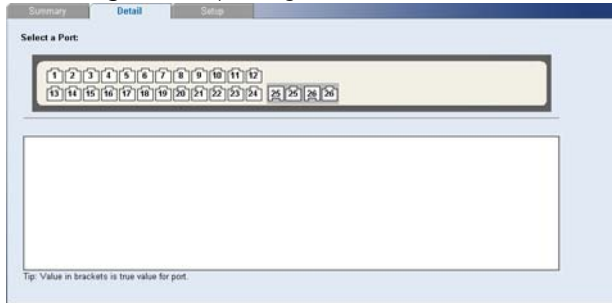 Summary Detail Setup
Select a Port:
1 2 3 4 5 6 7 8 9 10 11 12
13 14 15 16 17 18 19 20 21 22 23 24 25 25 26 26
Tip: Value in brackets is true value for port.